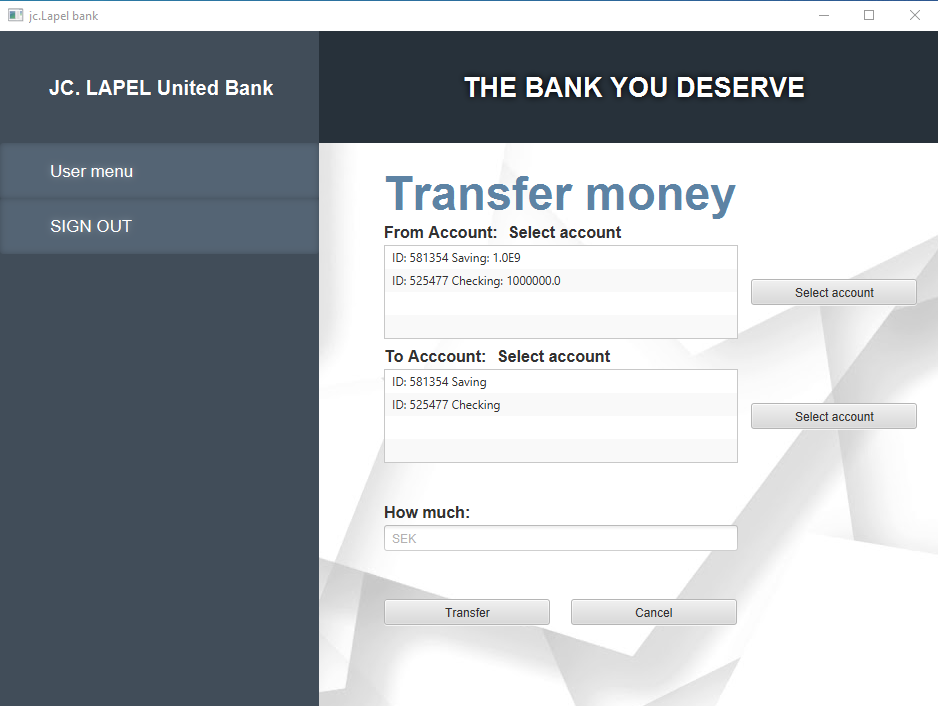 jc.Lapel bank
JC. LAPEL United Bank
THE BANK YOU DESERVE
User menu
SIGN OUT
Transfer money
From Account: Select account
ID: 581354 Saving: 1.0E9
ID: 525477 Checking: 1000000.0
Select account
To Acccount: Select account
ID: 581354 Saving
ID: 525477 Checking
Select account
How much:
SEK
Transfer
Cancel